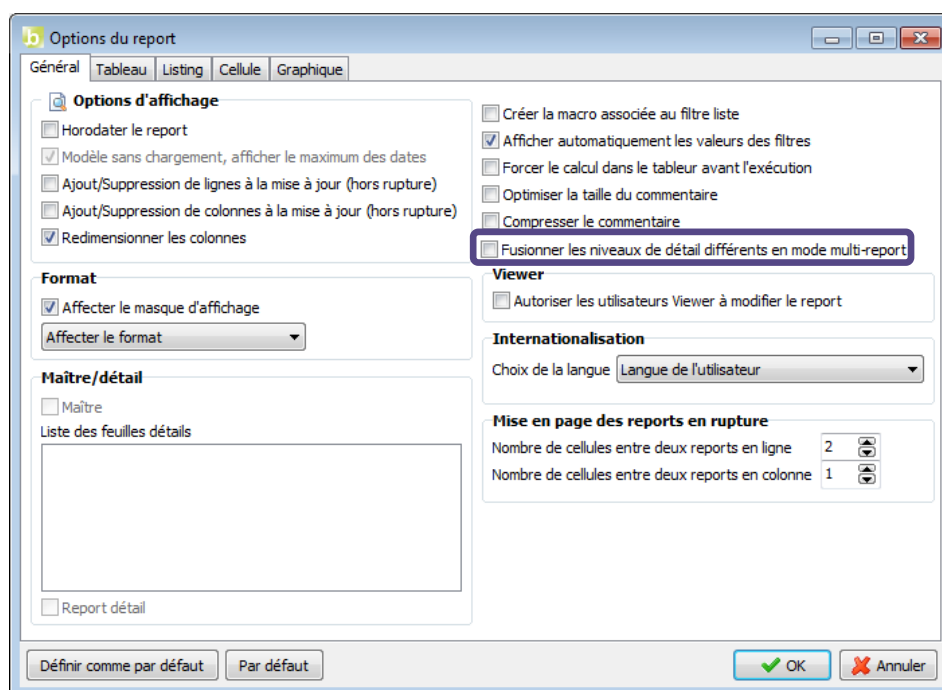 Options du report
Général Tableau Listing Cellule Graphique
Options d'affichage
Horodater le report
Modèle sans chargement, afficher le maximum des dates
Ajout/Suppression de lignes à la mise à jour (hors rupture)
Ajout/Suppression de colonnes à la mise à jour (hors rupture)
Redimensionner les colonnes
Format
Affecter le masque d'affichage
Affecter le format
Maître/détail
Maître
Liste des feuilles détails
Report détail
Créer la macro associée au filtre liste
Afficher automatiquement les valeurs des filtres
Forcer le calcul dans le tableur avant l'exécution
Optimiser la taille du commentaire
Compresser le commentaire
Fusionner les niveaux de détail différents en mode multi-report
Viewer
Autoriser les utilisateurs Viewer à modifier le report
Internationalisation
Choix de la langue Langue de l'utilisateur
Mise en page des reports en rupture
Nombre de cellules entre deux reports en ligne 2
Nombre de cellules entre deux reports en colonne 1
Définir comme par défaut Par défaut OK Annuler